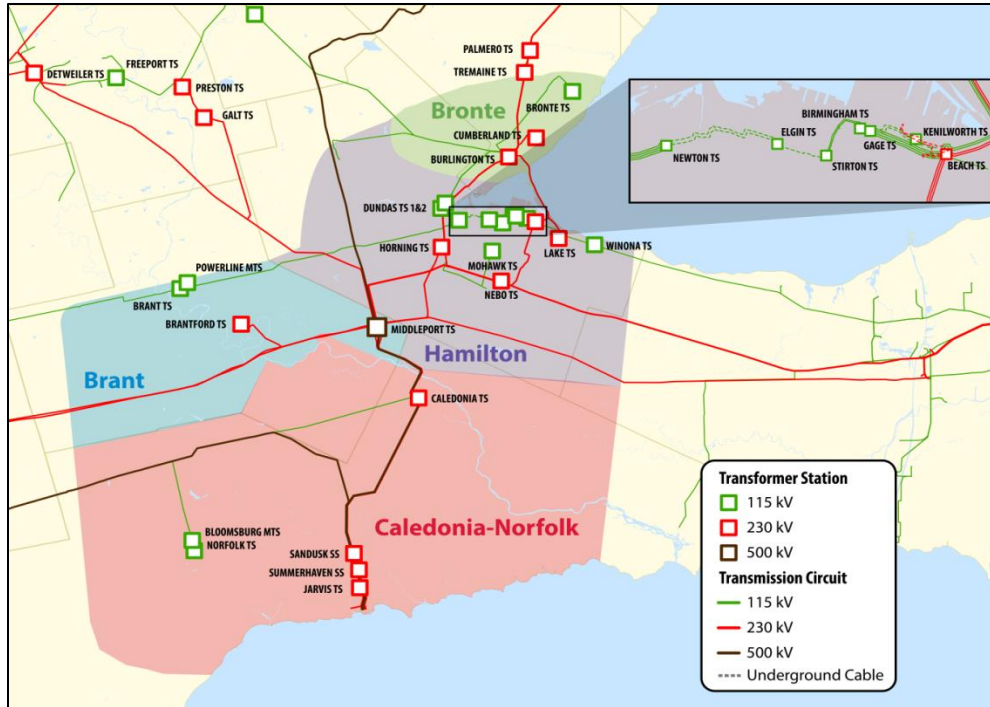 PALMERO TS
DETWEILER TS
FREEPORT TS
TREMAINE TS
PRESTON TS
BRONTE TS
GALT TS
Bronte
CUMBERLAND TS
BURLINGTON TS
BIRMINGHAM TS
ELGIN TS
KENILWORTH TS
GAGE TS
NEWTON TS
STIRTON TS
BEACH TS
DUNDAS TS 1&2
HORNING TS
LAKE TS
WINONA TS
MOHAWK TS
POWERLINE MTS
NEBO TS
BRANT TS
BRANTFORD TS
MIDDLEPORT TS
Hamilton
Brant
CALEDONIA TS
Caledonia-Norfolk
BLOOMSBURG MTS
NORFOLK TS
SANDUSK SS
SUMMERHAVEN SS
JARVIS TS
Transformer Station
115 kV
230 kV
500 kV
Transmission Circuit
115 kV
230 kV
500 kV
Underground Cable